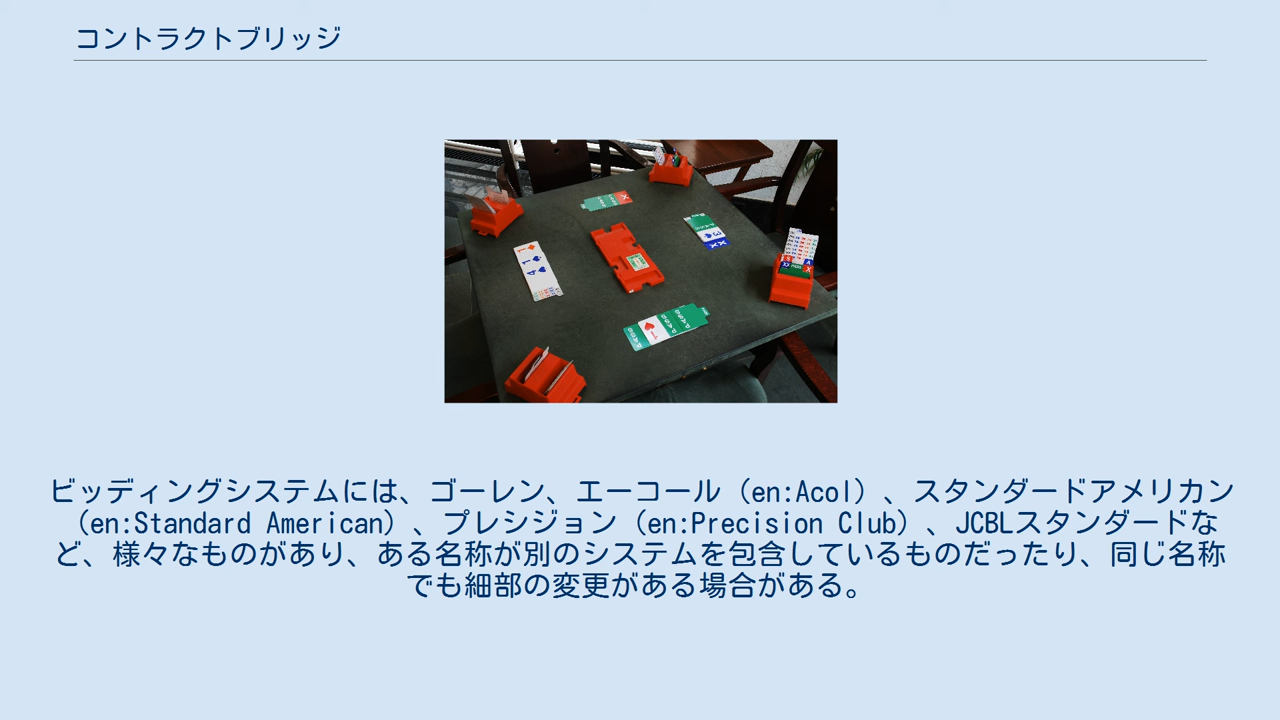 コントラクトブリッジ
ビッディングシステムには、ゴーレン、エーコール（en:Acol）、スタンダードアメリカン
（en:Standard American）、プレシジョン（en:Precision Club）、JCBLスタンダードな
ど、様々なものがあり、ある名称が別のシステムを包含しているものだったり、同じ名称
でも細部の変更がある場合がある。